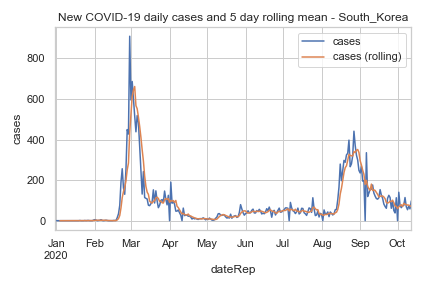 New COVID-19 daily cases and 5 day rolling mean - South_Korea
cases
cases (rolling)
cases
800
600
400
200
0
Jan Feb Mar Apr May Jun Jul Aug Sep Oct
2020
dateRep